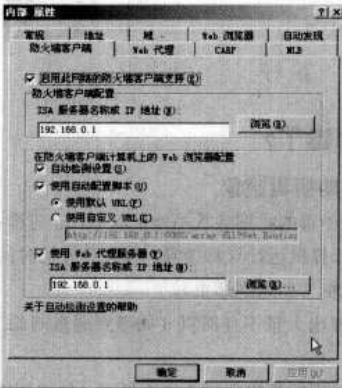 内部 属性
常规 地址 域 Web 浏览器 自动发现
防火墙客户端 Web 代理 CARP NLB
启用此网络的防火墙客户端支持(E)
防火墙客户端配置
ISA 服务器名称或 IP 地址(N):
192.168.0.1
浏览(R)
在防火墙客户端计算机上的 Web 浏览器配置
自动检测设置(S)
使用自动配置脚本(U)
使用默认 URL(F)
使用自定义 URL(C)
使用 Web 代理服务器(W)
ISA 服务器名称或 IP 地址(M):
192.168.0.1
浏览(O)...
关于自动检测设置的帮助
确定 取消 应用